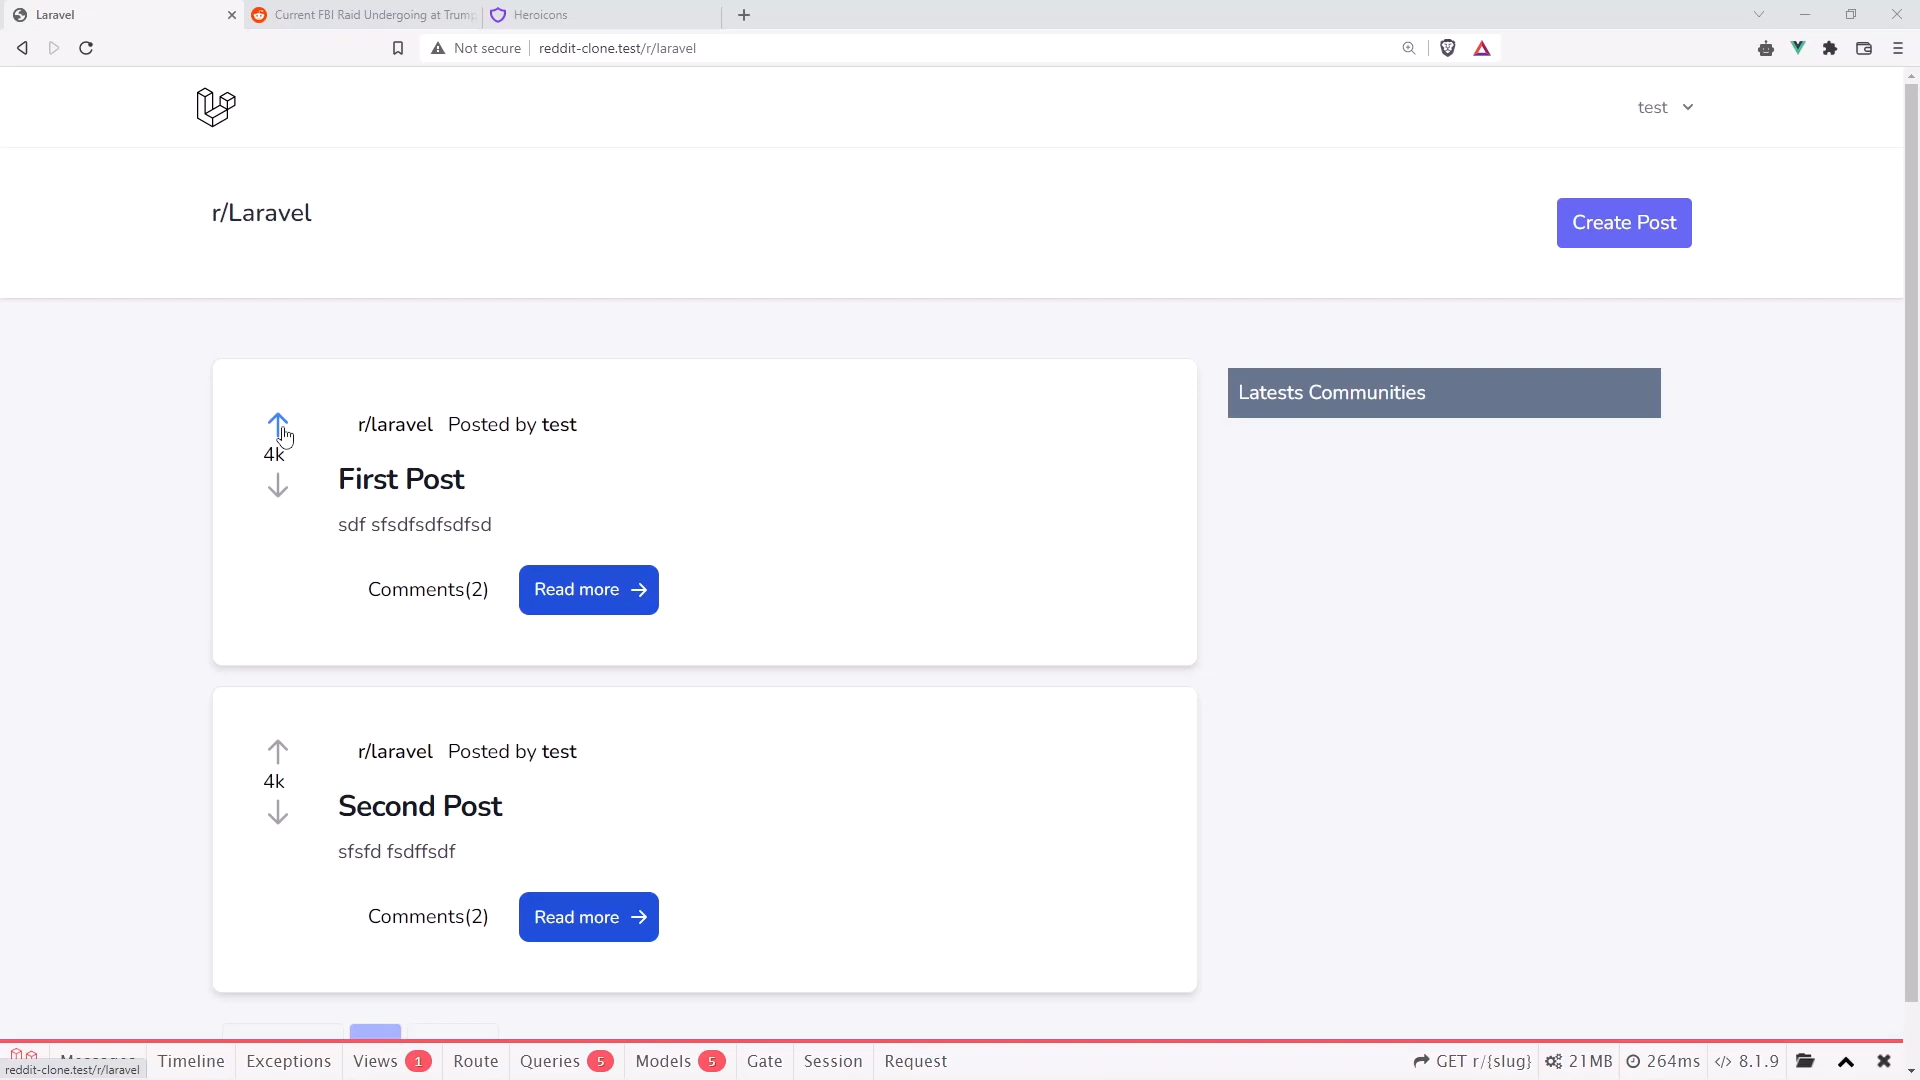 Laravel
Current FBI Raid Undergoing at Trump
Heroicons
Not secure reddit-clone.test/r/laravel
test
r/Laravel
Create Post
r/laravel Posted by test
4k
First Post
sdf sfsdfsdfsdfsd
Comments(2) Read more
Latests Communities
r/laravel Posted by test
4k
Second Post
sfsfd fsdffsdf
Comments(2) Read more
Timeline Exceptions Views 1 Route Queries 5 Models 5 Gate Session Request GET r/{slug} 21MB 264ms </> 8.1.9
reddit-clone.test/r/laravel